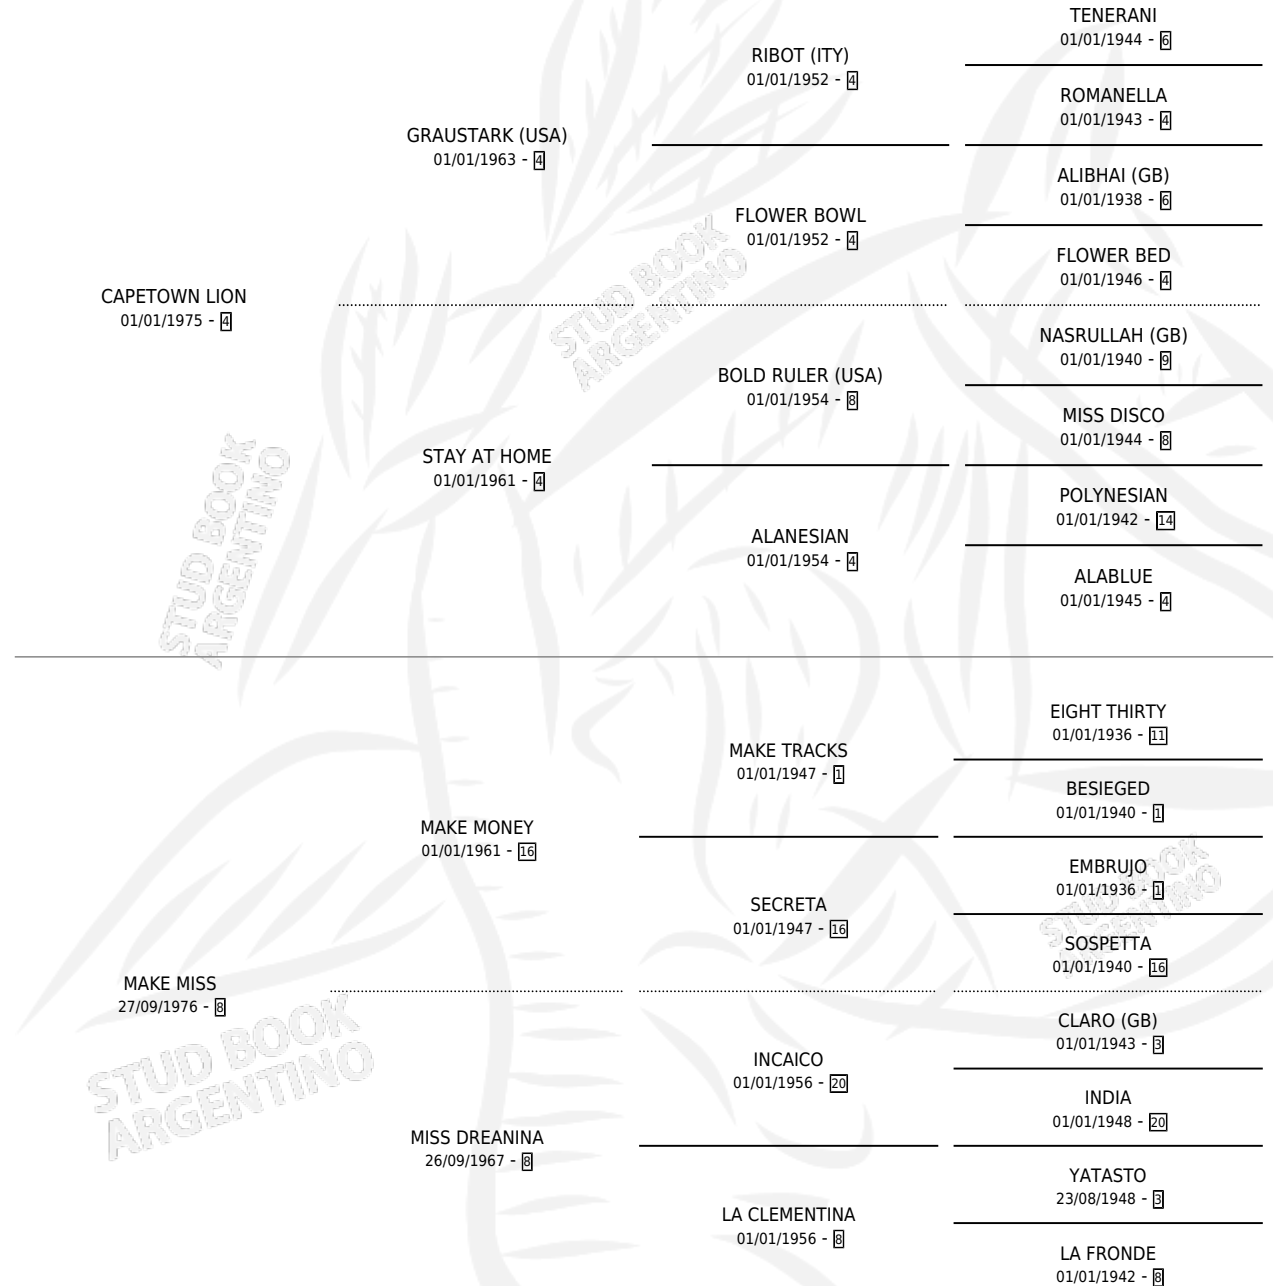 TENERANI
01/01/1944 - 6
RIBOT (ITY)
01/01/1952 - 4
ROMANELLA
01/01/1943 - 4
GRAUSTARK (USA)
01/01/1963 - 4
ALIBHAI (GB)
01/01/1938 - 6
FLOWER BOWL
01/01/1952 - 4
FLOWER BED
01/01/1946 - 4
CAPETOWN LION
01/01/1975 - 4
STUD BOOK
ARGENTINO
NASRULLAH (GB)
01/01/1940 - 9
BOLD RULER (USA)
01/01/1954 - 8
MISS DISCO
01/01/1944 - 8
STAY AT HOME
01/01/1961 - 4
POLYNESIAN
01/01/1942 - 14
ALANESIAN
01/01/1954 - 4
ALABLUE
01/01/1945 - 4
STUD BOOK
ARGENTINO
EIGHT THIRTY
01/01/1936 - 11
MAKE TRACKS
01/01/1947 - 1
BESIEGED
01/01/1940 - 1
MAKE MONEY
01/01/1961 - 16
EMBRUJO
01/01/1936 - 1
SECRETA
01/01/1947 - 16
STUD BOOK
ARGENTINO
SOSPETTA
01/01/1940 - 16
MAKE MISS
27/09/1976 - 8
CLARO (GB)
01/01/1943 - 3
STUD BOOK
ARGENTINO
INCAICO
01/01/1956 - 20
INDIA
01/01/1948 - 20
MISS DREANINA
26/09/1967 - 8
YATASTO
23/08/1948 - 3
LA CLEMENTINA
01/01/1956 - 8
LA FRONDE
01/01/1942 - 8